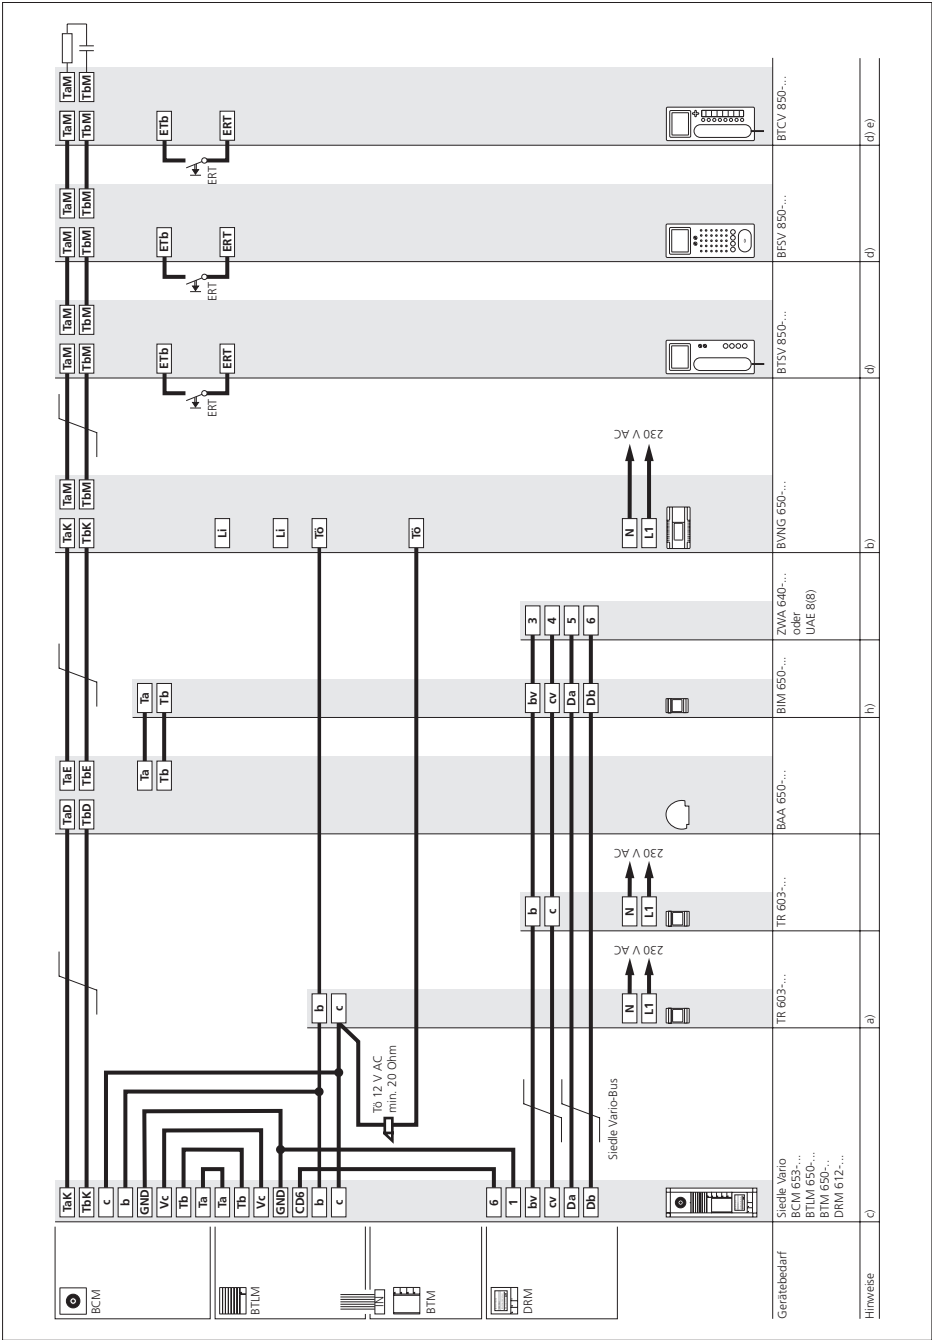 TaK
TbK
c
b
GND
Vc
Tb
Ta
Ta
Tb
Vc
GND
CD6
b
c
6
1
bv
cv
Da
Db
BCM
BTLM
IN
BTM
DRM
Gerätebedarf
Siedle Vario
BCM 653-...
BTLM 650-...
BTM 650-..
DRM 612-...
Hinweise
c)
Tö 12 V AC
min. 20 Ohm
Siedle Vario-Bus
b
c
N
L1
230 V AC
TR 603-...
a)
b
c
N
L1
230 V AC
TR 603-...
TaD
TbD
TaE
TbE
Ta
Tb
BAA 650-...
Ta
Tb
bv
cv
Da
Db
BIM 650-...
h)
3
4
5
6
ZWA 640-...
oder
UAE 8(8)
TaK
TbK
TaM
TbM
Li
Li
Tö
Tö
N
L1
230 V AC
BVNG 650-...
b)
TaM
TbM
TaM
TbM
ETb
ERT
ERT
BTSV 850-...
d)
TaM
TbM
TaM
TbM
ETb
ERT
ERT
BFSV 850-...
d)
TaM
TbM
TaM
TbM
ETb
ERT
ERT
BTCV 850-...
d) e)